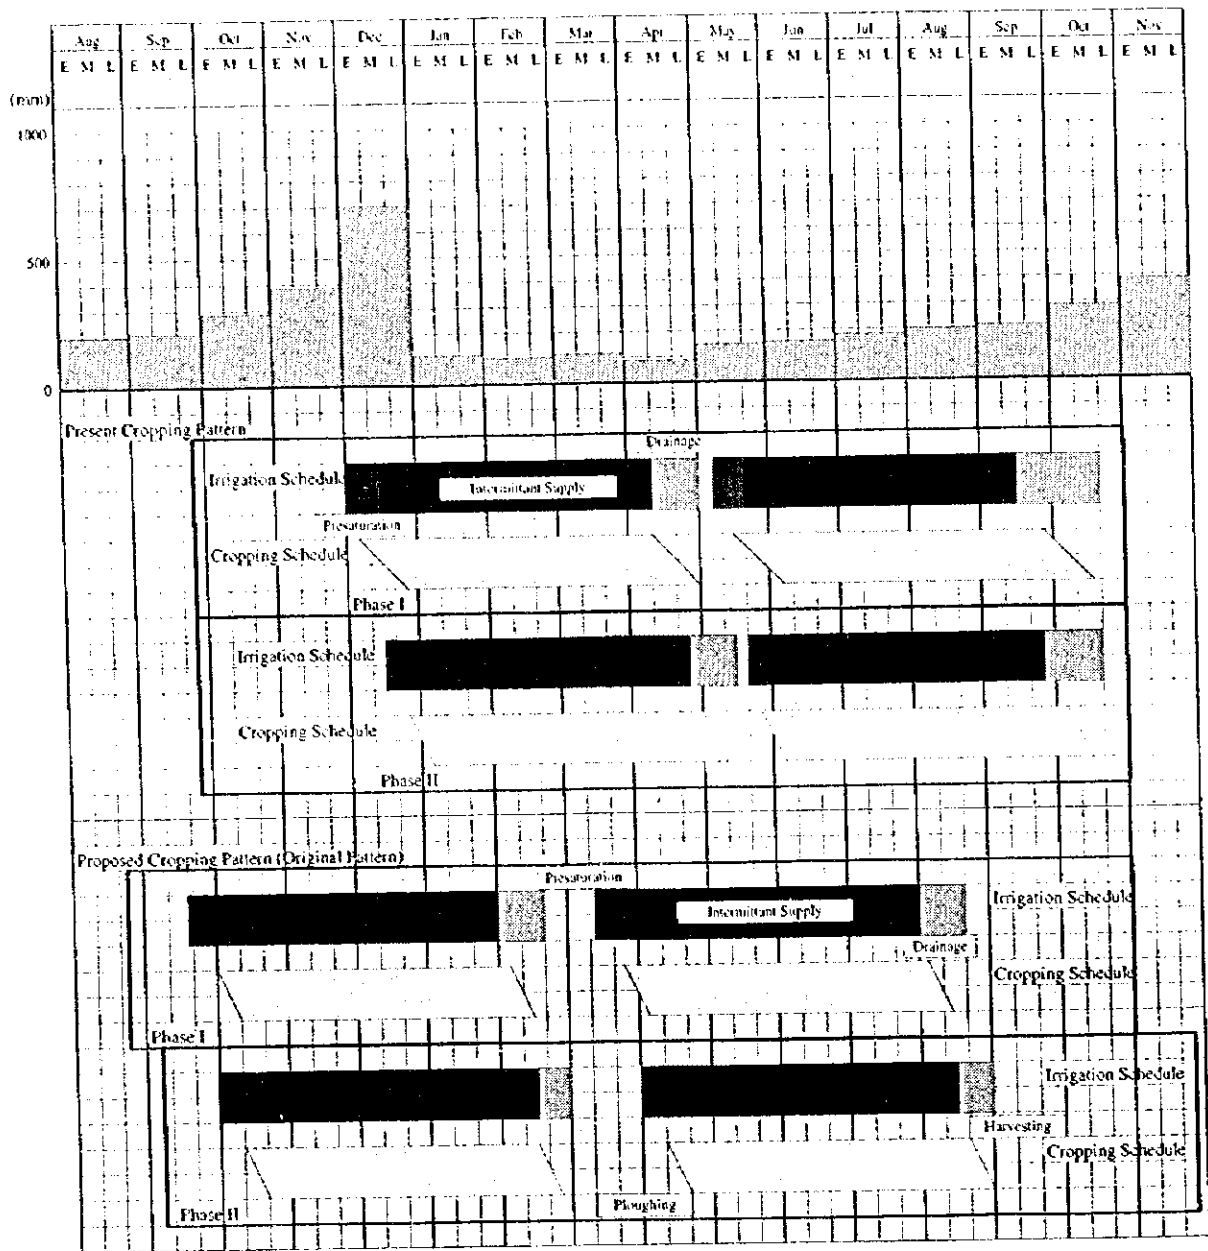 Aug Sep Oct Nov Dec Jan Feb Mar Apr May Jun Jul Aug Sep Oct Nov
E M L E M L E M L E M L E M L E M L E M L E M L E M L E M L E M L E M L E M L E M L E M L E M L
(mm)
1000
500
0
Present Cropping Pattern
Drainage
Irrigation Schedule
Intermittant Supply
Presaturation
Cropping Schedule
Phase I
Irrigation Schedule
Cropping Schedule
Phase II
Proposed Cropping Pattern (Original Pattern)
Presaturation
Irrigation Schedule
Intermittant Supply
Drainage
Cropping Schedule
Phase I
Irrigation Schedule
Harvesting
Cropping Schedule
Ploughing
Phase II